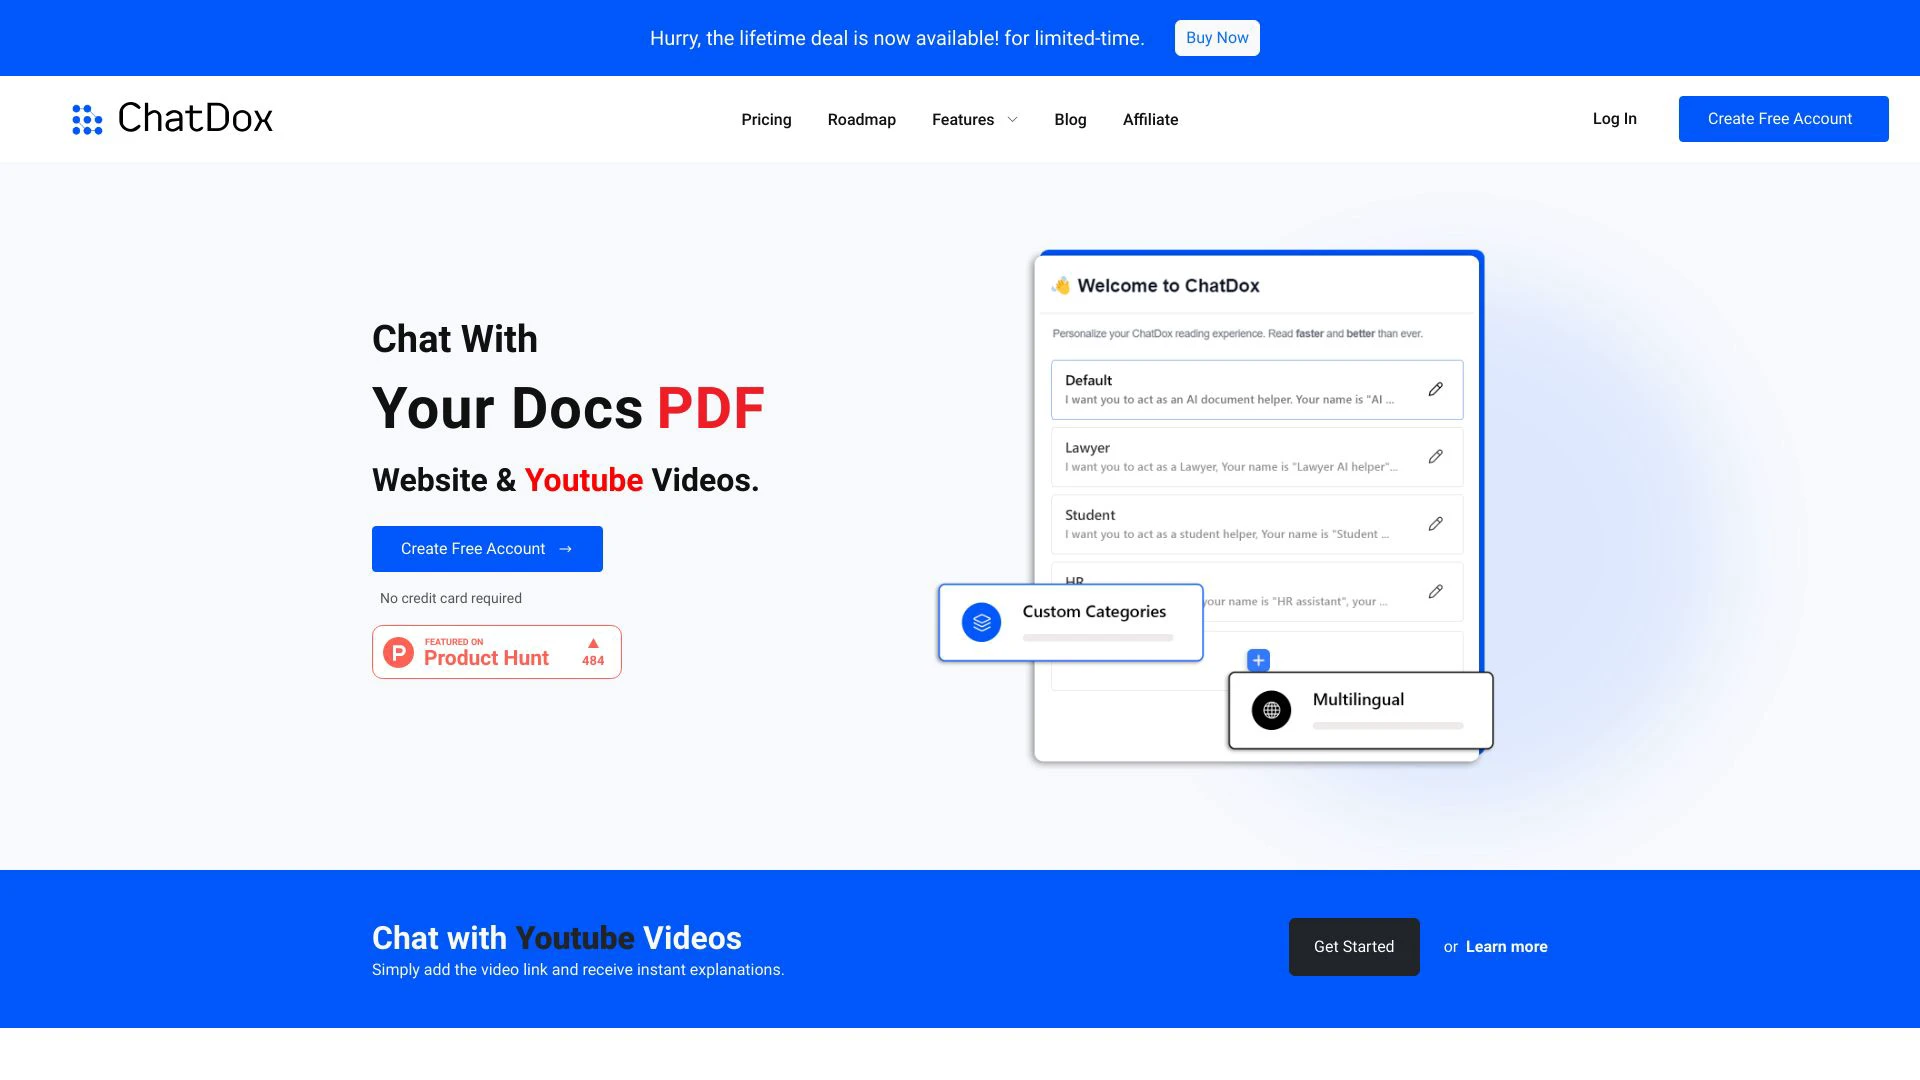 Hurry, the lifetime deal is now available! for limited-time.
Buy Now
ChatDox
Pricing
Roadmap
Features
Blog
Affiliate
Log In
Create Free Account
Chat With
Your Docs PDF
Website & Youtube Videos.
Create Free Account →
No credit card required
P
FEATURED ON
Product Hunt
▲
484
👋 Welcome to ChatDox
Personalize your ChatDox reading experience. Read faster and better than ever.
Default
I want you to act as an AI document helper. Your name is "AI ...
Lawyer
I want you to act as a Lawyer, Your name is "Lawyer AI helper"...
Student
I want you to act as a student helper, Your name is "Student ...
HR
your name is "HR assistant", your ...
Custom Categories
+
Multilingual
Chat with Youtube Videos
Simply add the video link and receive instant explanations.
Get Started
or Learn more